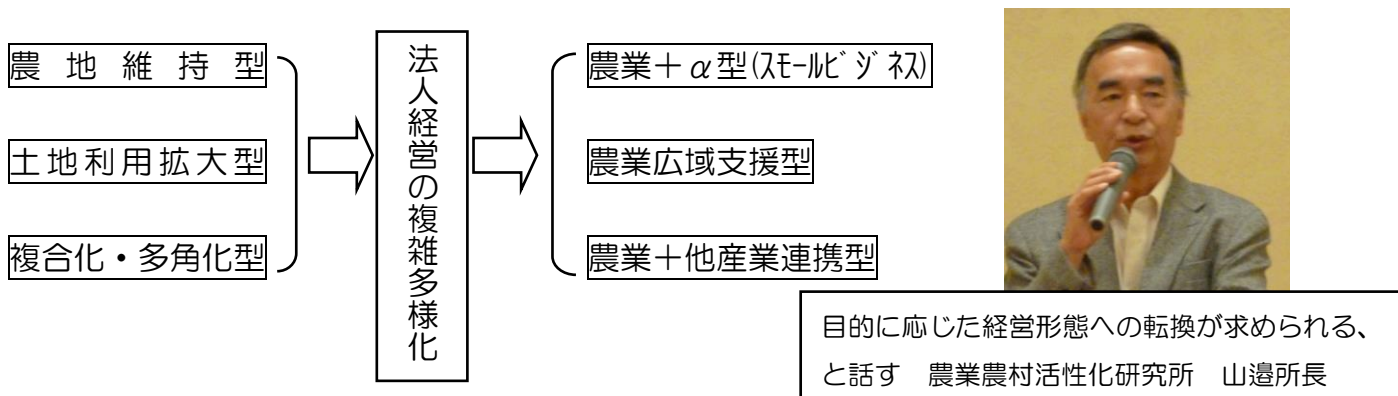 農地維持型
土地利用拡大型
複合化・多角化型
法人経営の複雑多様化
農業＋α型(ｽﾓｰﾙﾋﾞｼﾞﾈｽ)
農業広域支援型
農業＋他産業連携型
目的に応じた経営形態への転換が求められる、
と話す　農業農村活性化研究所　山邉所長